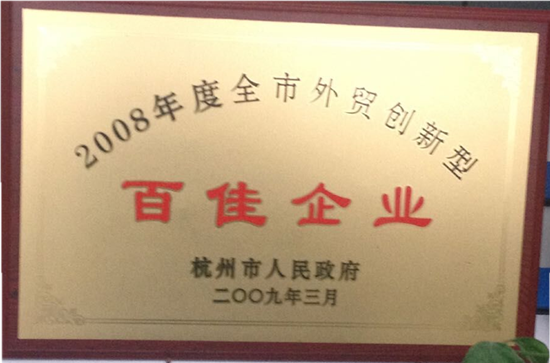 2008年度全市外贸创新型
百佳企业
杭州市人民政府
二〇〇九年三月